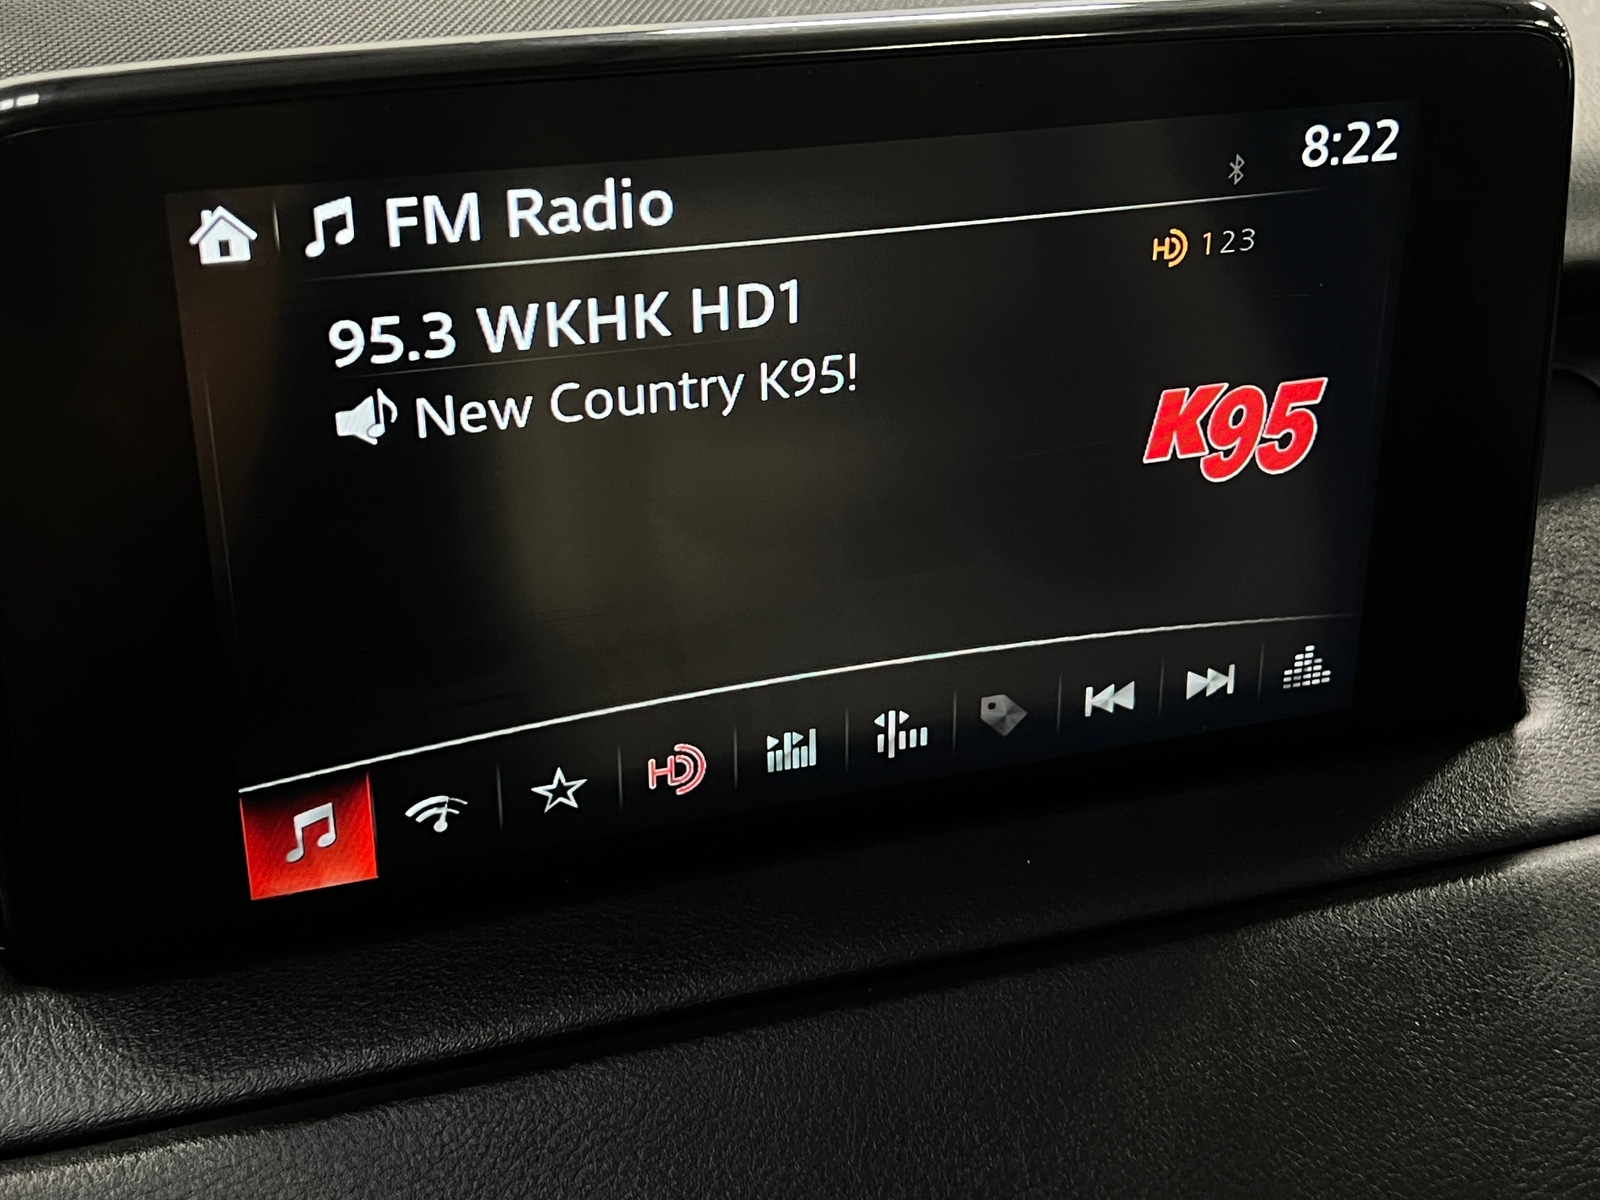 8:22
FM Radio
HD 123
95.3 WKHK HD1
New Country K95!
K95
HD